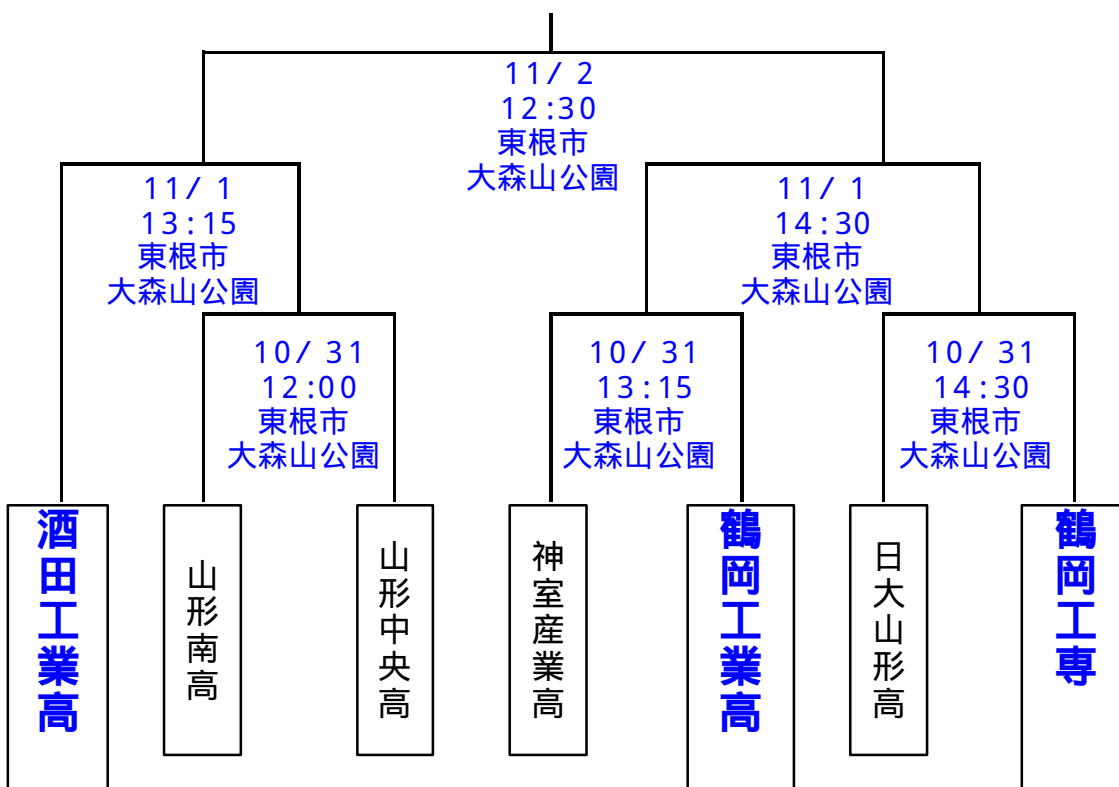 11/ 2
12:30
東根市
大森山公園
11/ 1
13:15
東根市
大森山公園
11/ 1
14:30
東根市
大森山公園
10/ 31
12:00
東根市
大森山公園
10/ 31
13:15
東根市
大森山公園
10/ 31
14:30
東根市
大森山公園
酒田工業高
山形南高
山形中央高
神室産業高
鶴岡工業高
日大山形高
鶴岡工専